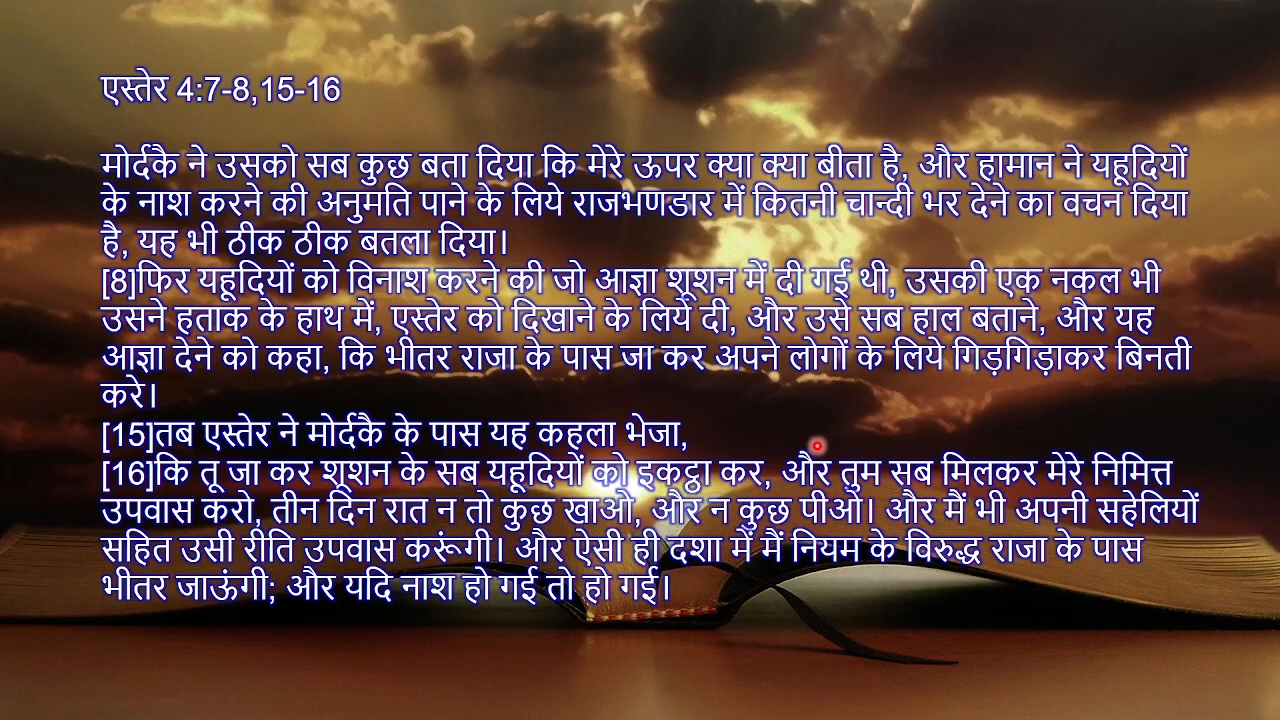 एस्तेर 4:7-8,15-16
मोर्दकै ने उसको सब कुछ बता दिया कि मेरे ऊपर क्या क्या बीता है, और हामान ने यहूदियों
के नाश करने की अनुमति पाने के लिये राजभणडार में कितनी चान्दी भर देने का वचन दिया
है, यह भी ठीक ठीक बतला दिया।
[8]फिर यहूदियों को विनाश करने की जो आज्ञा शूशन में दी गई थी, उसकी एक नकल भी
उसने हताक के हाथ में, एस्तेर को दिखाने के लिये दी, और उसे सब हाल बताने, और यह
आज्ञा देने को कहा, कि भीतर राजा के पास जा कर अपने लोगों के लिये गिड़गिड़ाकर बिनती
करे।
[15]तब एस्तेर ने मोर्दकै के पास यह कहला भेजा,
[16]कि तू जा कर शूशन के सब यहूदियों को इकट्ठा कर, और तुम सब मिलकर मेरे निमित्त
उपवास करो, तीन दिन रात न तो कुछ खाओ, और न कुछ पीओ। और मैं भी अपनी सहेलियों
सहित उसी रीति उपवास करूंगी। और ऐसी ही दशा में मैं नियम के विरुद्ध राजा के पास
भीतर जाऊंगी; और यदि नाश हो गई तो हो गई।